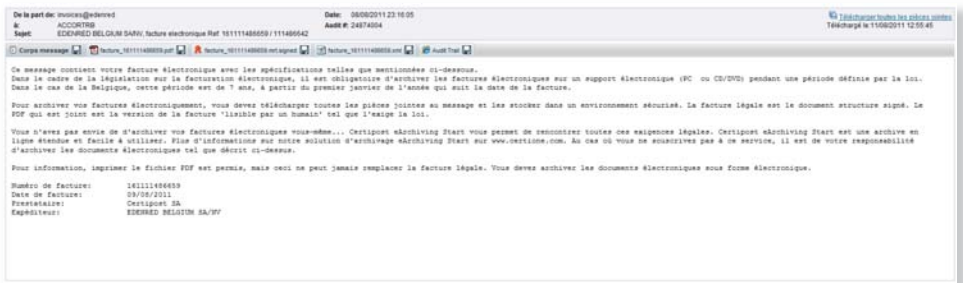 De la part de: invoices@edenred
Date: 08/08/2011 23:16:05
Télécharger toutes les pièces jointes
à: ACCORTRB
Audit #: 24874004
Téléchargé le 11/08/2011 12:55:45
Sujet: EDENRED BELGIUM SA/NV, facture electronique Ref.
Corps message
Audit Trail
Ce message contient votre facture électronique avec les spécifications telles que mentionnées ci-dessous.
Dans le cadre de la législation sur la facturation électronique, il est obligatoire d'archiver les factures électroniques sur un support électronique (PC ou CD/DVD) pendant une période définie par la loi.
Dans le cas de la Belgique, cette période est de 7 ans, à partir du premier janvier de l'année qui suit la date de la facture.
Pour archiver vos factures électroniquement, vous devez télécharger toutes les pièces jointes au message et les stocker dans un environnement sécurisé. La facture légale est le document structure signé. Le
PDF qui est joint est la version de la facture 'lisible par un humain' tel que l'exige la loi.
Vous n'avez pas envie de d'archiver vos factures électroniques vous-même... Certipost eArchiving Start vous permet de rencontrer toutes ces exigences légales. Certipost eArchiving Start est une archive en
ligne étendue et facile à utiliser. Plus d'informations sur notre solution d'archivage eArchiving Start sur www.certione.com. Au cas où vous ne souscrivez pas à ce service, il est de votre responsabilité
d'archiver les documents électroniques tel que décrit ci-dessus.
Pour information, imprimer le fichier PDF est permis, mais ceci ne peut jamais remplacer la facture légale. Vous devez archiver les documents électroniques sous forme électronique.
Numéro de facture: 161111486659
Date de facture: 09/08/2011
Prestataire: Certipost SA
Expéditeur: EDENRED BELGIUM SA/NV